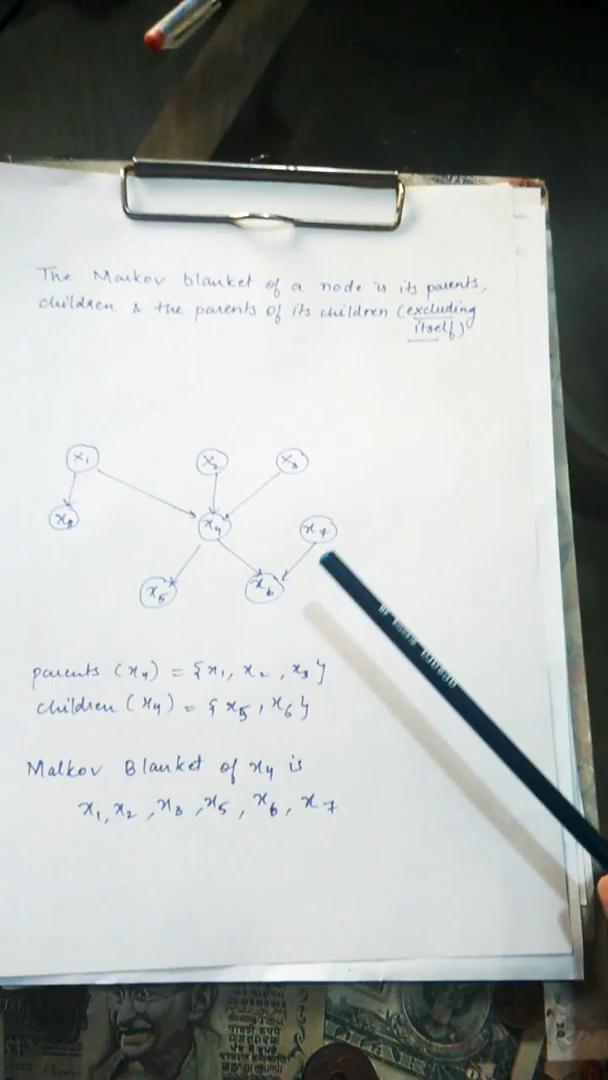 The Markov blanket of a node is its parents,
children & the parents of its children (excluding
itself)
x1 x2 x3
x8 x4 x7
x5 x6
parents (x4) = {x1, x2, x3}
children (x4) = {x5, x6}
Malkov Blanket of x4 is
x1, x2, x3, x5, x6, x7